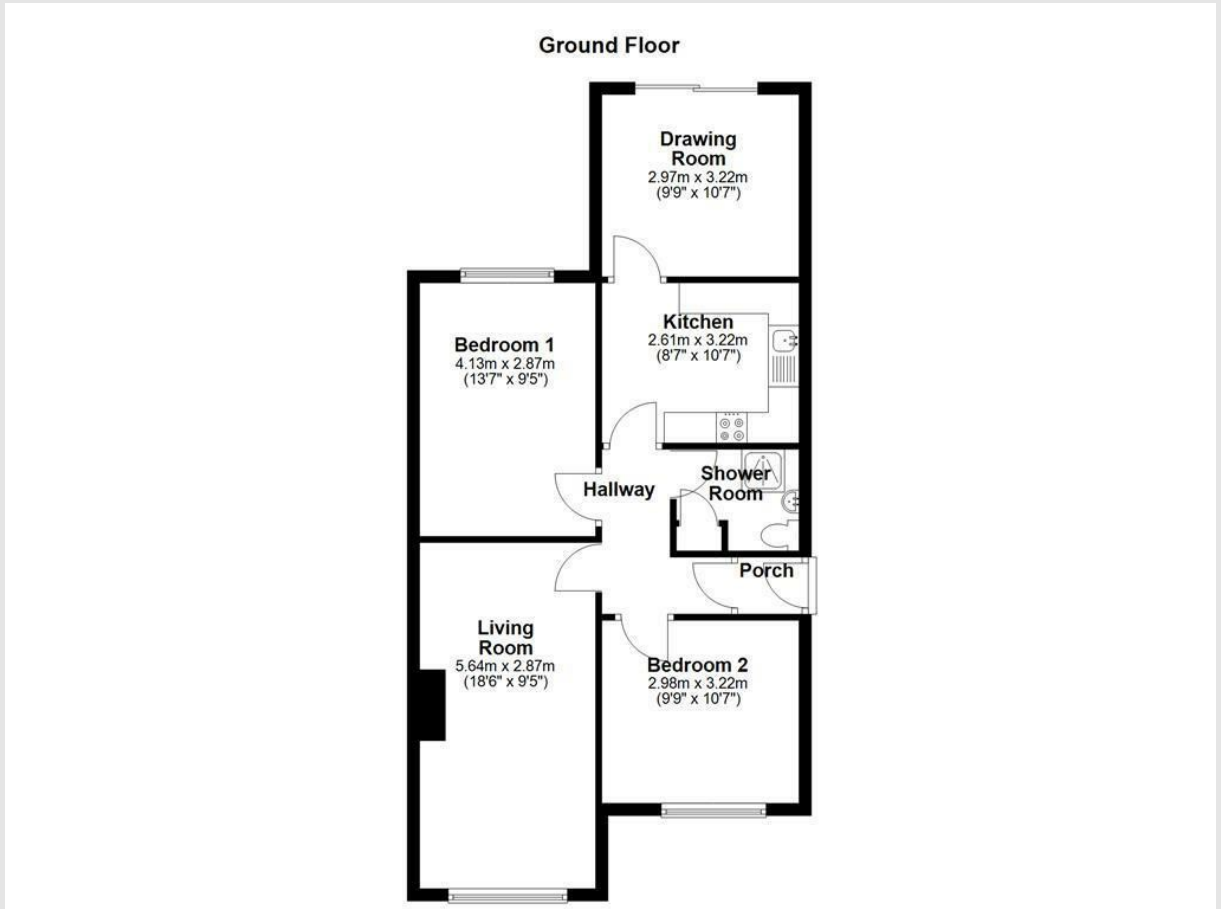 Ground Floor
Drawing
Room
2.97m x 3.22m
(9'9" x 10'7")
Kitchen
2.61m x 3.22m
(8'7" x 10'7")
Bedroom 1
4.13m x 2.87m
(13'7" x 9'5")
Shower
Room
Hallway
Porch
Living
Room
5.64m x 2.87m
(18'6" x 9'5")
Bedroom 2
2.98m x 3.22m
(9'9" x 10'7")